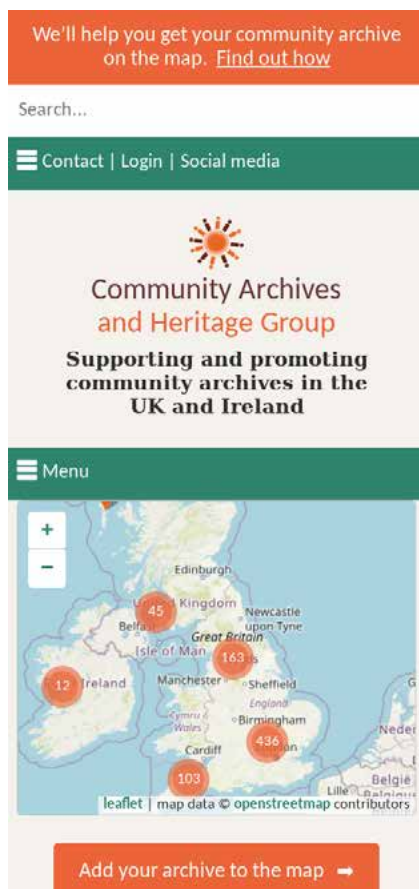 We'll help you get your community archive
on the map. Find out how
Search...
Contact | Login | Social media
Community Archives
and Heritage Group
Supporting and promoting
community archives in the
UK and Ireland
Menu
+
−
Edinburgh
45
Kingdom
Newcastle
upon Tyne
Great Britain
Isle of Man
163
12
Ireland
Manchester
Sheffield
England
Cymru /
Wales
Birmingham
436
Cardiff
103
Lille
België
leaflet | map data © openstreetmap contributors
Add your archive to the map ➡